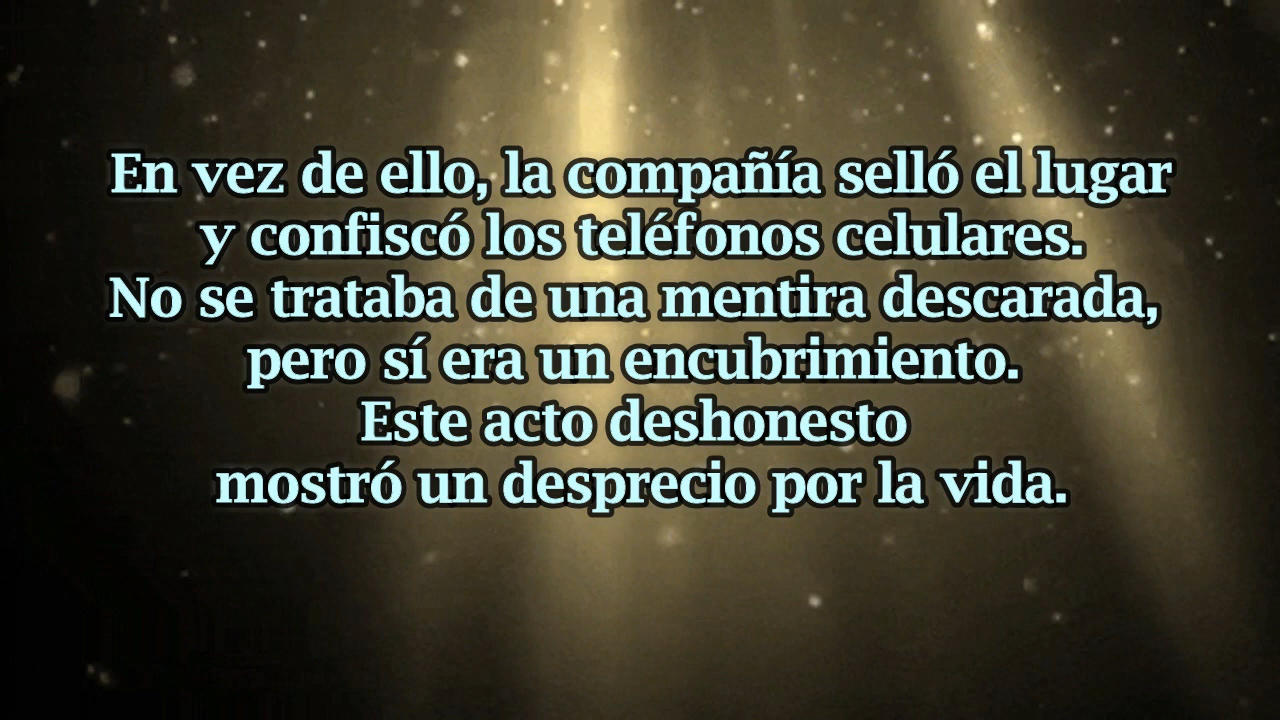 En vez de ello, la compañía selló el lugar
y confiscó los teléfonos celulares.
No se trataba de una mentira descarada,
pero sí era un encubrimiento.
Este acto deshonesto
mostró un desprecio por la vida.